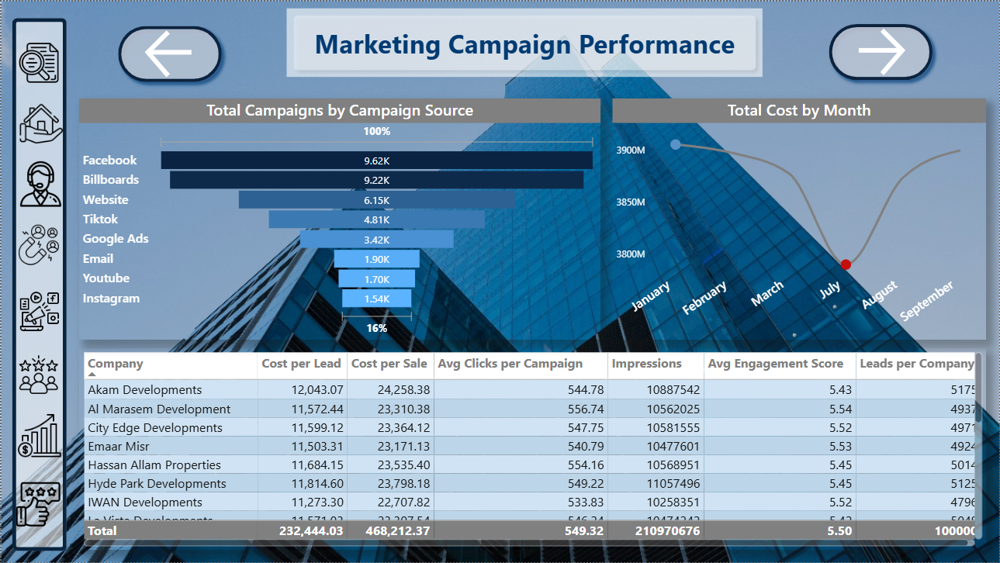 Marketing Campaign Performance
Total Campaigns by Campaign Source
100%
Facebook 9.62K
Billboards 9.22K
Website 6.15K
Tiktok 4.81K
Google Ads 3.42K
Email 1.90K
Youtube 1.70K
Instagram 1.54K
16%
Total Cost by Month
3900M
3850M
3800M
January February March July August September
Company Cost per Lead Cost per Sale Avg Clicks per Campaign Impressions Avg Engagement Score Leads per Company
Akam Developments 12,043.07 24,258.38 544.78 10887542 5.43 5175
Al Marasem Development 11,572.44 23,310.38 556.74 10562025 5.54 4937
City Edge Developments 11,599.12 23,364.12 547.75 10581555 5.52 4971
Emaar Misr 11,503.31 23,171.13 540.79 10477601 5.53 4924
Hassan Allam Properties 11,684.15 23,535.40 554.16 10568951 5.45 5014
Hyde Park Developments 11,814.60 23,798.18 549.22 11057496 5.45 5125
IWAN Developments 11,273.30 22,707.82 533.83 10258351 5.52 4796
La Vista Developments
Total 232,444.03 468,212.37 549.32 210970676 5.50 100000